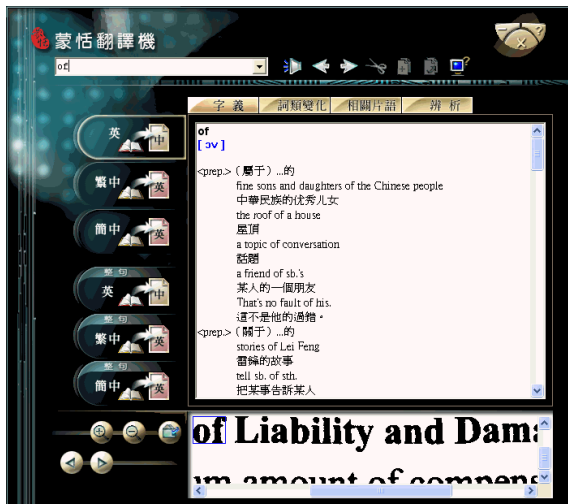 蒙恬翻譯機
of
字義 詞類變化 相關片語 辨析
英 中
繁中 英
簡中 英
整句
英 中
整句
繁中 英
整句
簡中 英
of
[ɔv]
<prep.>（屬于）...的
fine sons and daughters of the Chinese people
中華民族的优秀儿女
the roof of a house
屋頂
a topic of conversation
話題
a friend of sb.'s
某人的一個朋友
That's no fault of his.
這不是他的過錯。
<prep.>（關于）...的
stories of Lei Feng
雷鋒的故事
tell sb. of sth.
把某事告訴某人
of Liability and Dama
um amount of compens